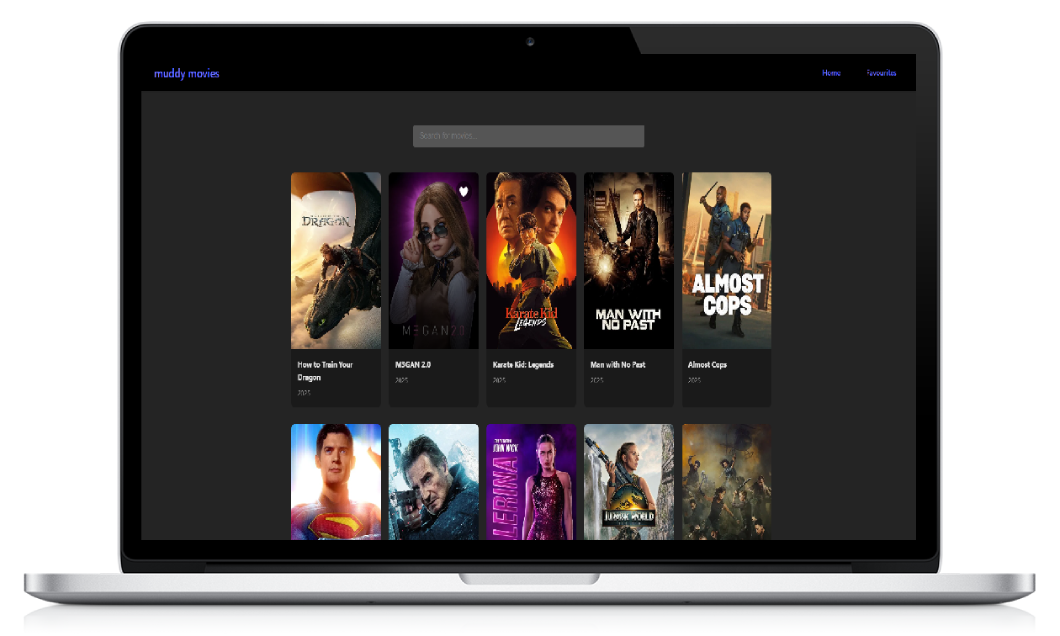 muddy movies
Home Favourites
Search for movies...
DRAGON
M3GAN 2.0
Karate Kid
LEGENDS
MAN WITH
NO PAST
ALMOST
COPS
How to Train Your
Dragon
2025
M3GAN 2.0
2025
Karate Kid: Legends
2025
Man with No Past
2025
Almost Cops
2025
JOHN WICK
LERINA
JURASSIC WORLD